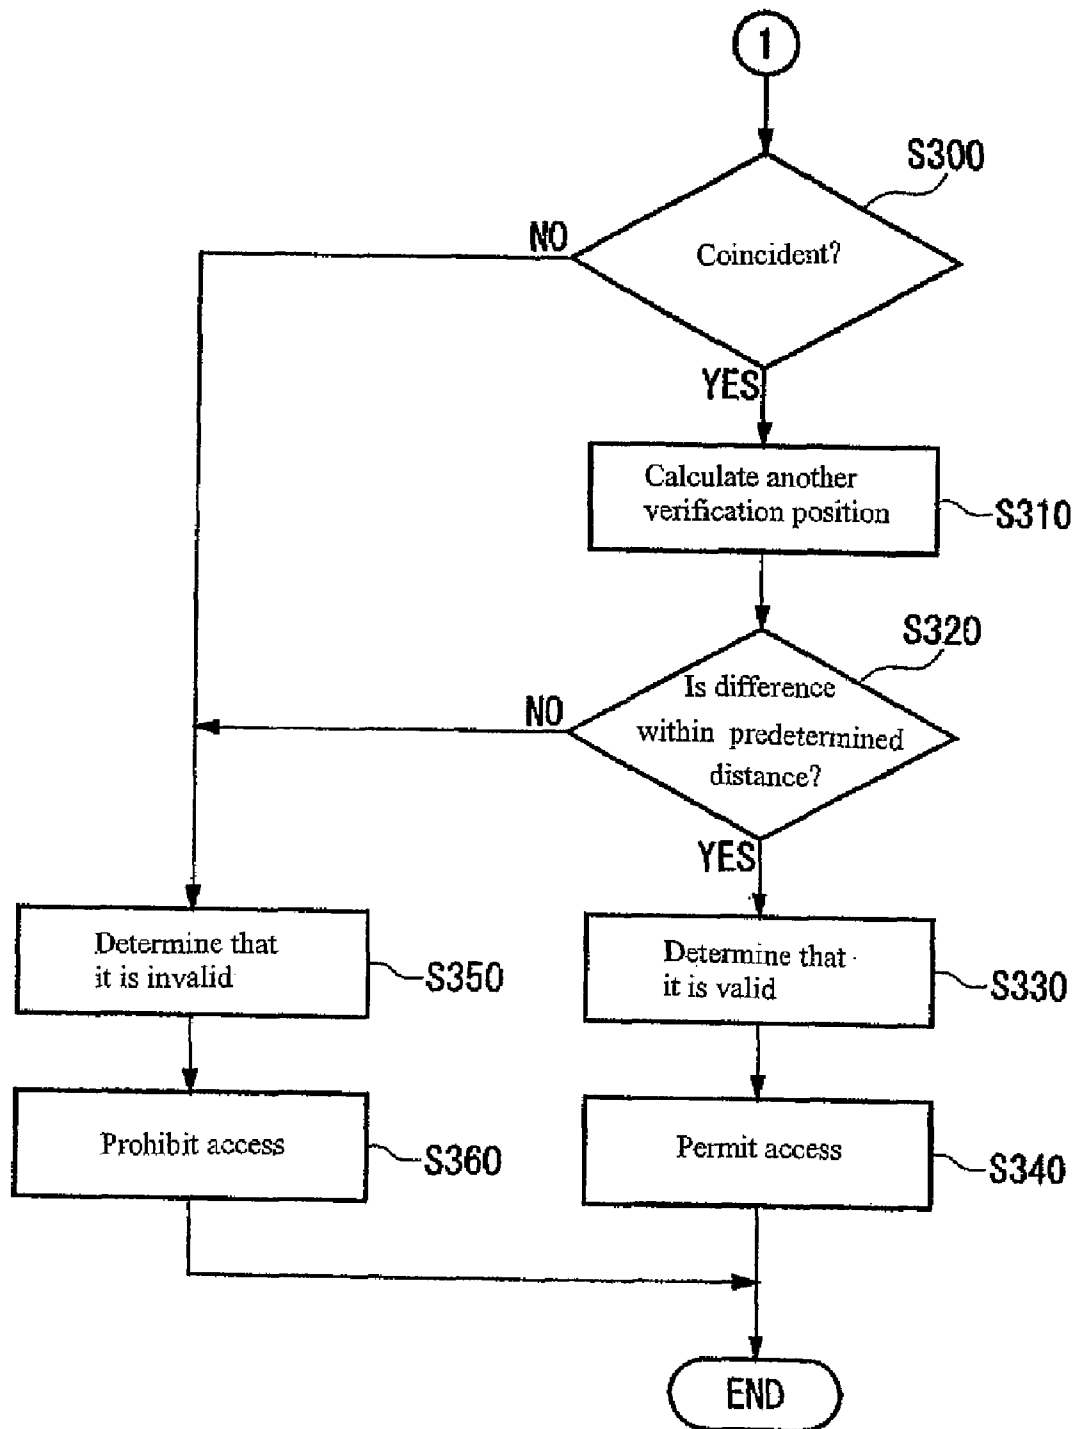 1
S300
NO
Coincident?
YES
Calculate another
verification position
S310
S320
NO
Is difference
within predetermined
distance?
YES
Determine that
it is invalid
S350
Determine that
it is valid
S330
Prohibit access
S360
Permit access
S340
END